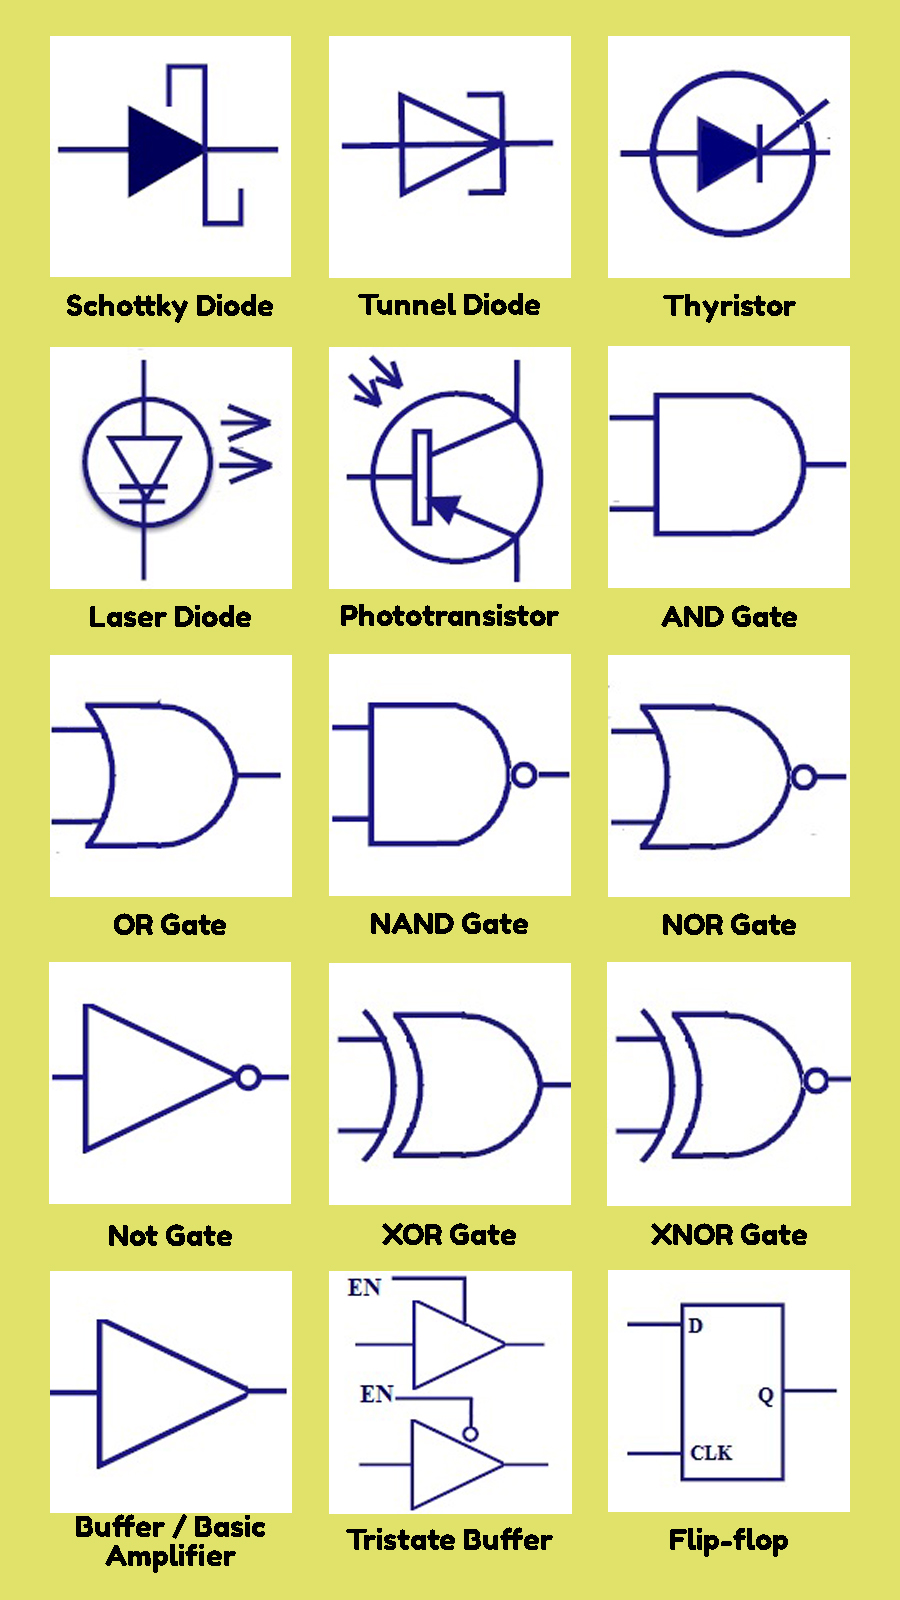 Schottky Diode
Tunnel Diode
Thyristor
Laser Diode
Phototransistor
AND Gate
OR Gate
NAND Gate
NOR Gate
Not Gate
XOR Gate
XNOR Gate
Buffer / Basic
Amplifier
EN
EN
Tristate Buffer
D
Q
CLK
Flip-flop